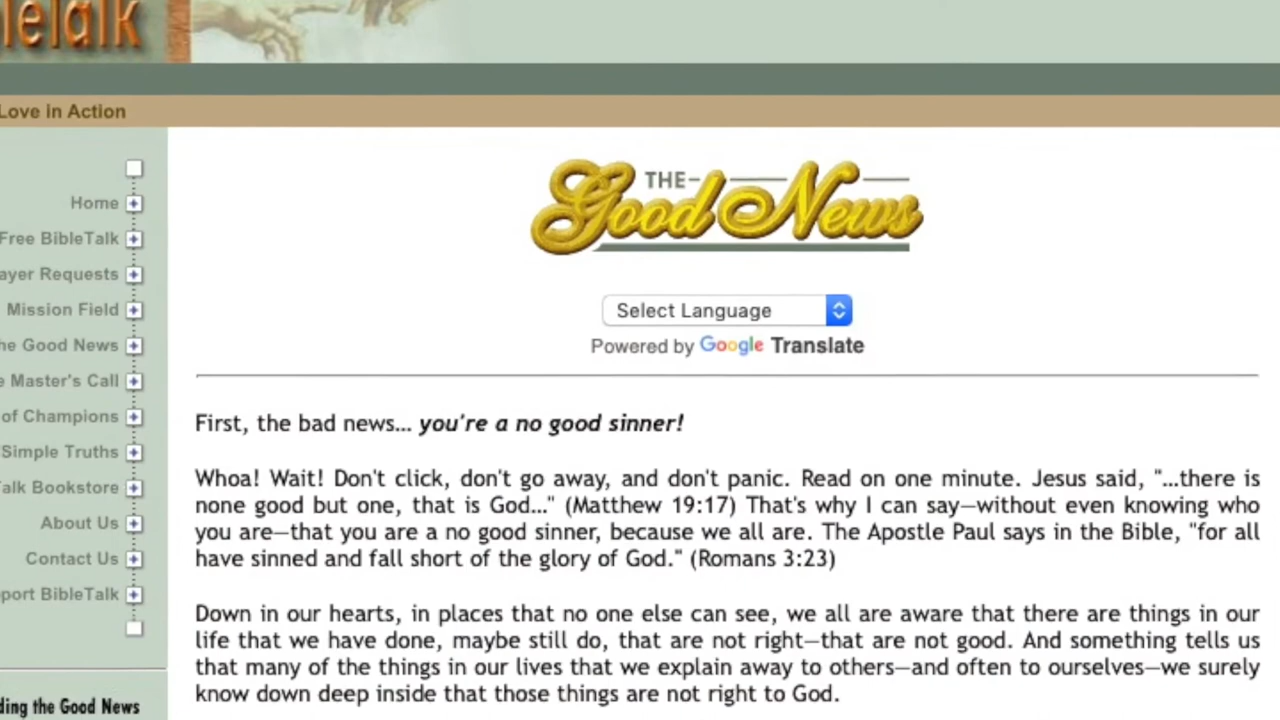 Love in Action
THE
Good News
Home
Free BibleTalk
Requests
Mission Field
Good News
Master's Call
of Champions
Simple Truths
Bookstore
About Us
Contact Us
BibleTalk
the Good News
Select Language
Powered by Google Translate
First, the bad news... you're a no good sinner!
Whoa! Wait! Don't click, don't go away, and don't panic. Read on one minute. Jesus said, "...there is
none good but one, that is God..." (Matthew 19:17) That's why I can say—without even knowing who
you are—that you are a no good sinner, because we all are. The Apostle Paul says in the Bible, "for all
have sinned and fall short of the glory of God." (Romans 3:23)
Down in our hearts, in places that no one else can see, we all are aware that there are things in our
life that we have done, maybe still do, that are not right—that are not good. And something tells us
that many of the things in our lives that we explain away to others—and often to ourselves—we surely
know down deep inside that those things are not right to God.